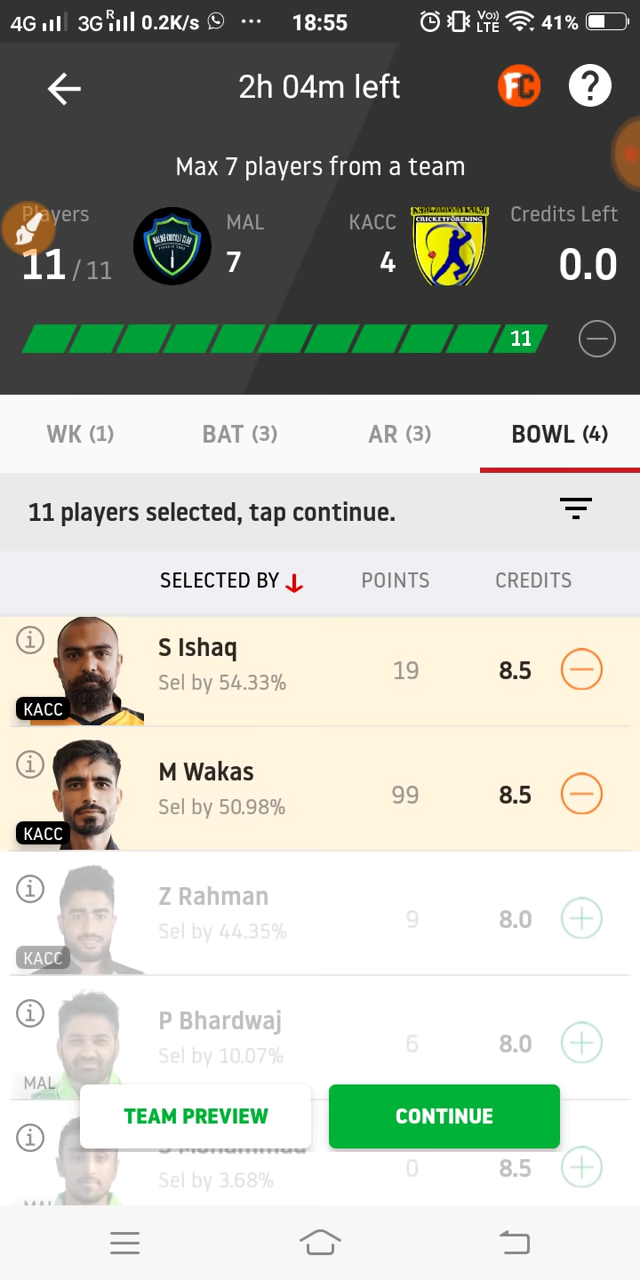 4G 3G R 0.2K/s ... 18:55 Vo) LTE 41%
2h 04m left FC ?
Max 7 players from a team
Players MAL KACC Credits Left
11 / 11 7 4 0.0
11
WK (1) BAT (3) AR (3) BOWL (4)
11 players selected, tap continue.
SELECTED BY POINTS CREDITS
S Ishaq
Sel by 54.33% 19 8.5
KACC
M Wakas
Sel by 50.98% 99 8.5
KACC
Z Rahman
Sel by 44.35% 9 8.0
KACC
P Bhardwaj
Sel by 10.07% 6 8.0
MAL
TEAM PREVIEW CONTINUE
S Mohammad
Sel by 3.68% 0 8.5
MAL